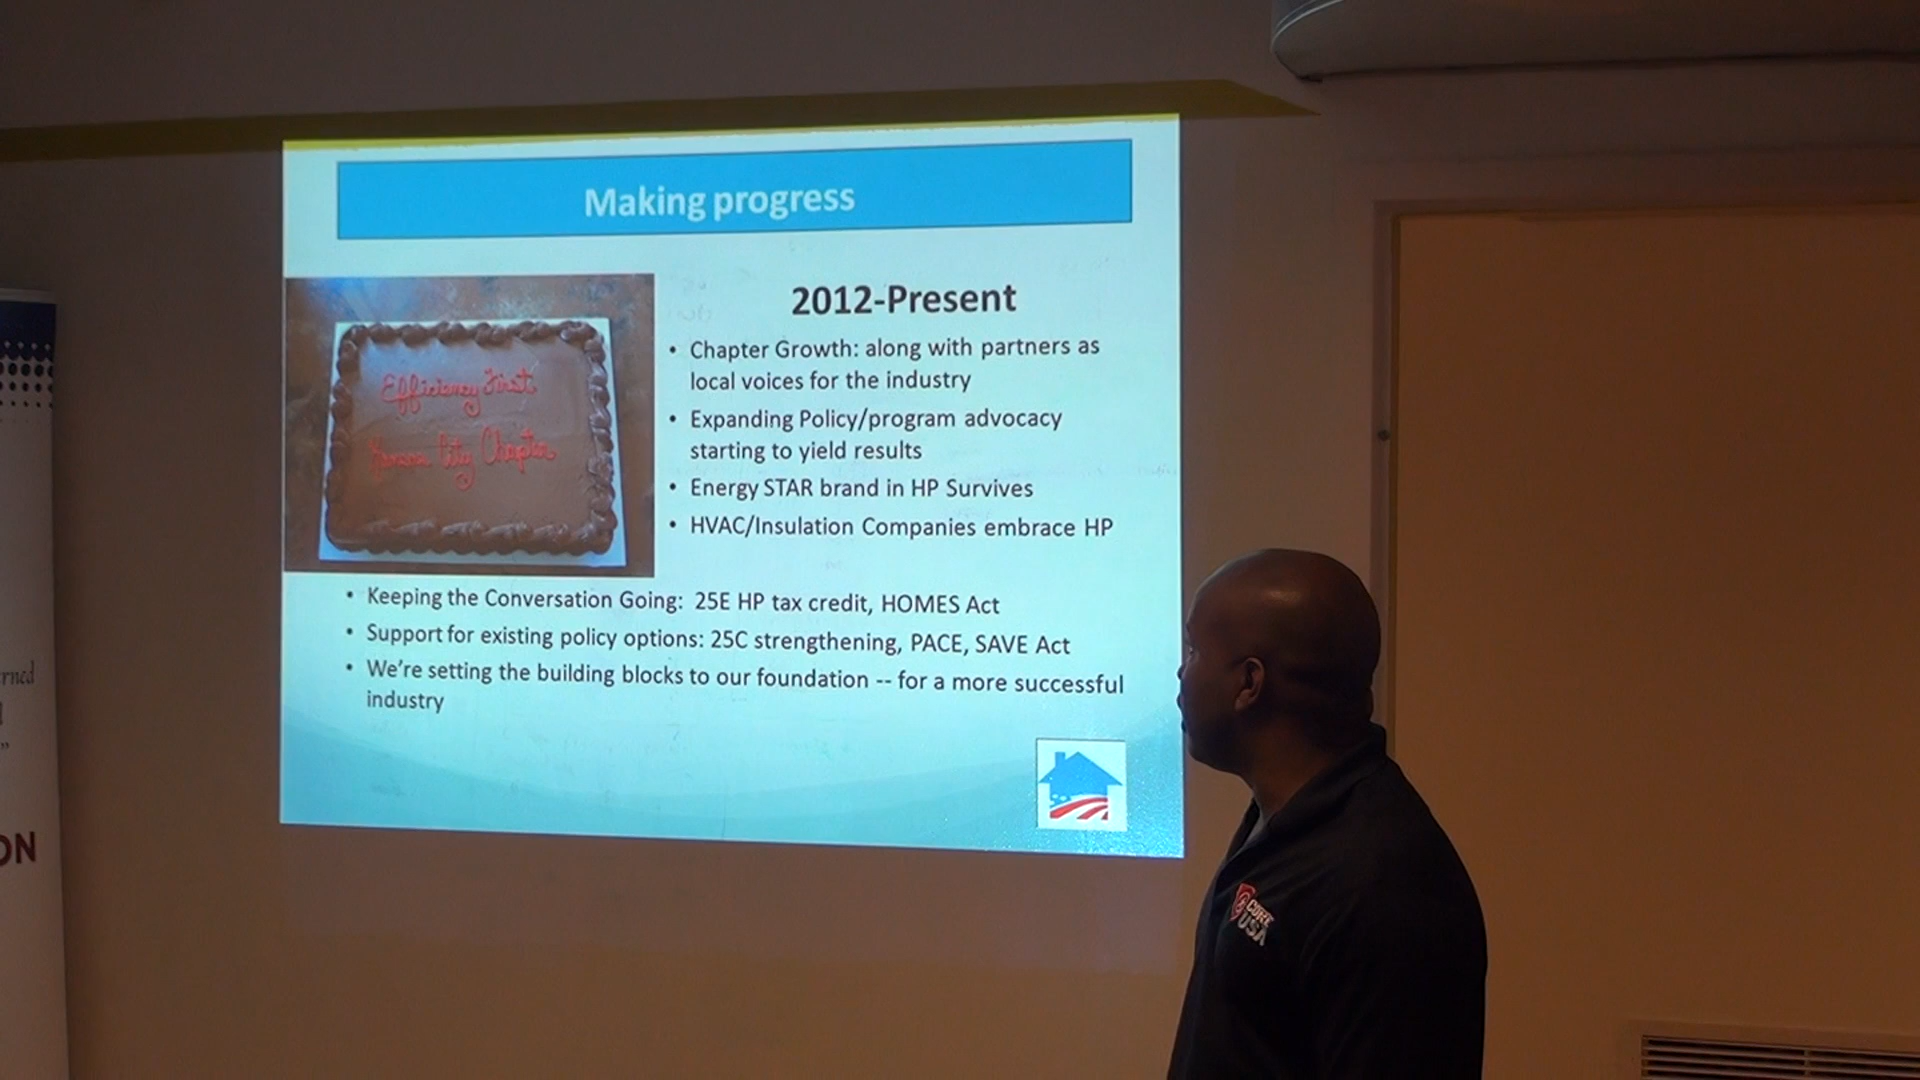 Making progress
Efficiency First
Kansas City Chapter
2012-Present
• Chapter Growth: along with partners as
local voices for the industry
• Expanding Policy/program advocacy
starting to yield results
• Energy STAR brand in HP Survives
• HVAC/Insulation Companies embrace HP
• Keeping the Conversation Going: 25E HP tax credit, HOMES Act
• Support for existing policy options: 25C strengthening, PACE, SAVE Act
• We’re setting the building blocks to our foundation -- for a more successful
industry
rned
”
ON
CORE
USA